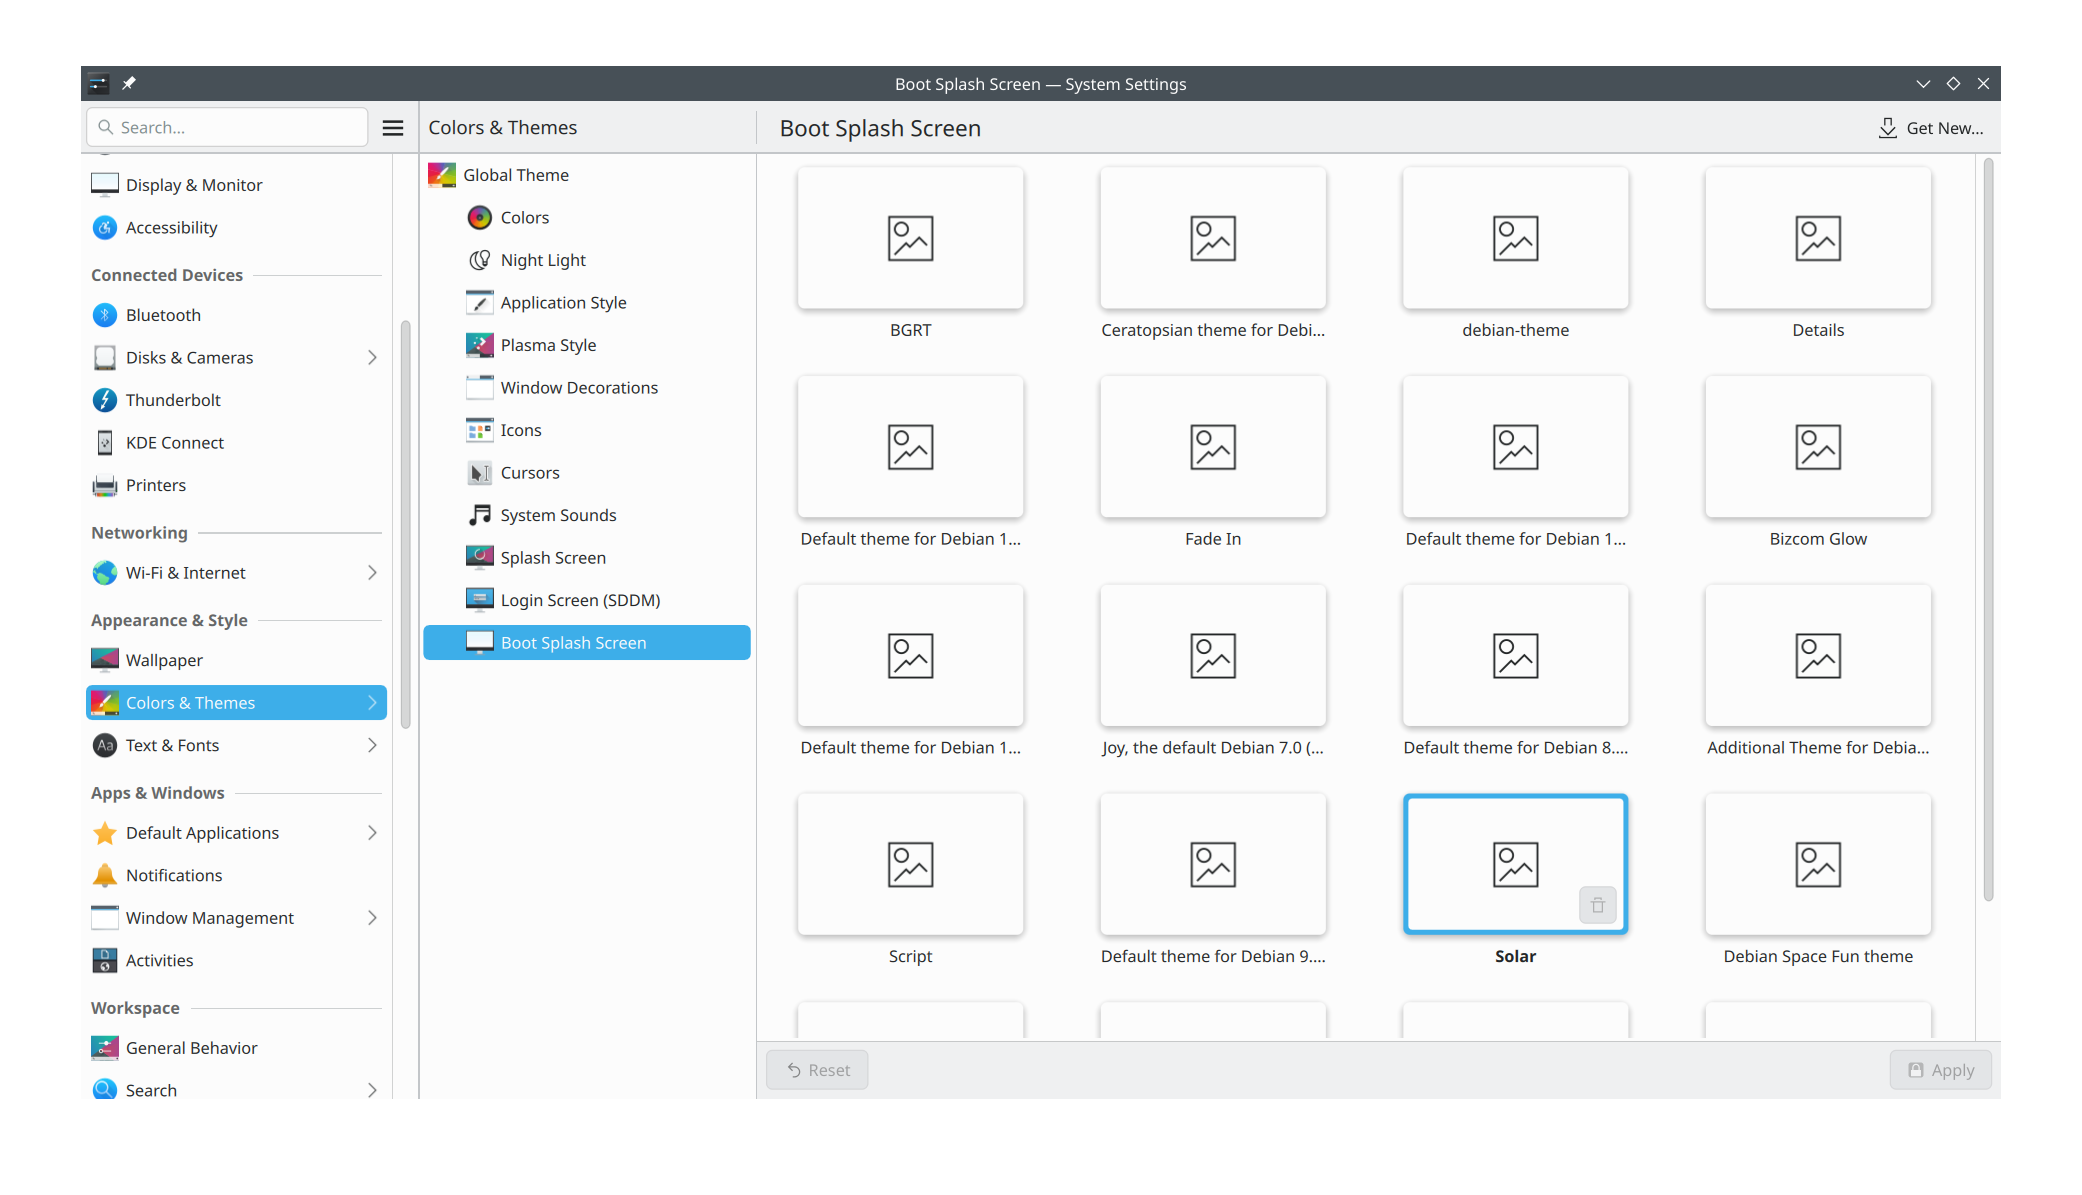 Boot Splash Screen — System Settings
Search...
Colors & Themes
Boot Splash Screen
Get New...
Display & Monitor
Accessibility
Connected Devices
Bluetooth
Disks & Cameras
Thunderbolt
KDE Connect
Printers
Networking
Wi-Fi & Internet
Appearance & Style
Wallpaper
Colors & Themes
Text & Fonts
Apps & Windows
Default Applications
Notifications
Window Management
Activities
Workspace
General Behavior
Search
Global Theme
Colors
Night Light
Application Style
Plasma Style
Window Decorations
Icons
Cursors
System Sounds
Splash Screen
Login Screen (SDDM)
Boot Splash Screen
BGRT
Ceratopsian theme for Debi...
debian-theme
Details
Default theme for Debian 1...
Fade In
Default theme for Debian 1...
Bizcom Glow
Default theme for Debian 1...
Joy, the default Debian 7.0 (...
Default theme for Debian 8....
Additional Theme for Debia...
Script
Default theme for Debian 9....
Solar
Debian Space Fun theme
Reset
Apply